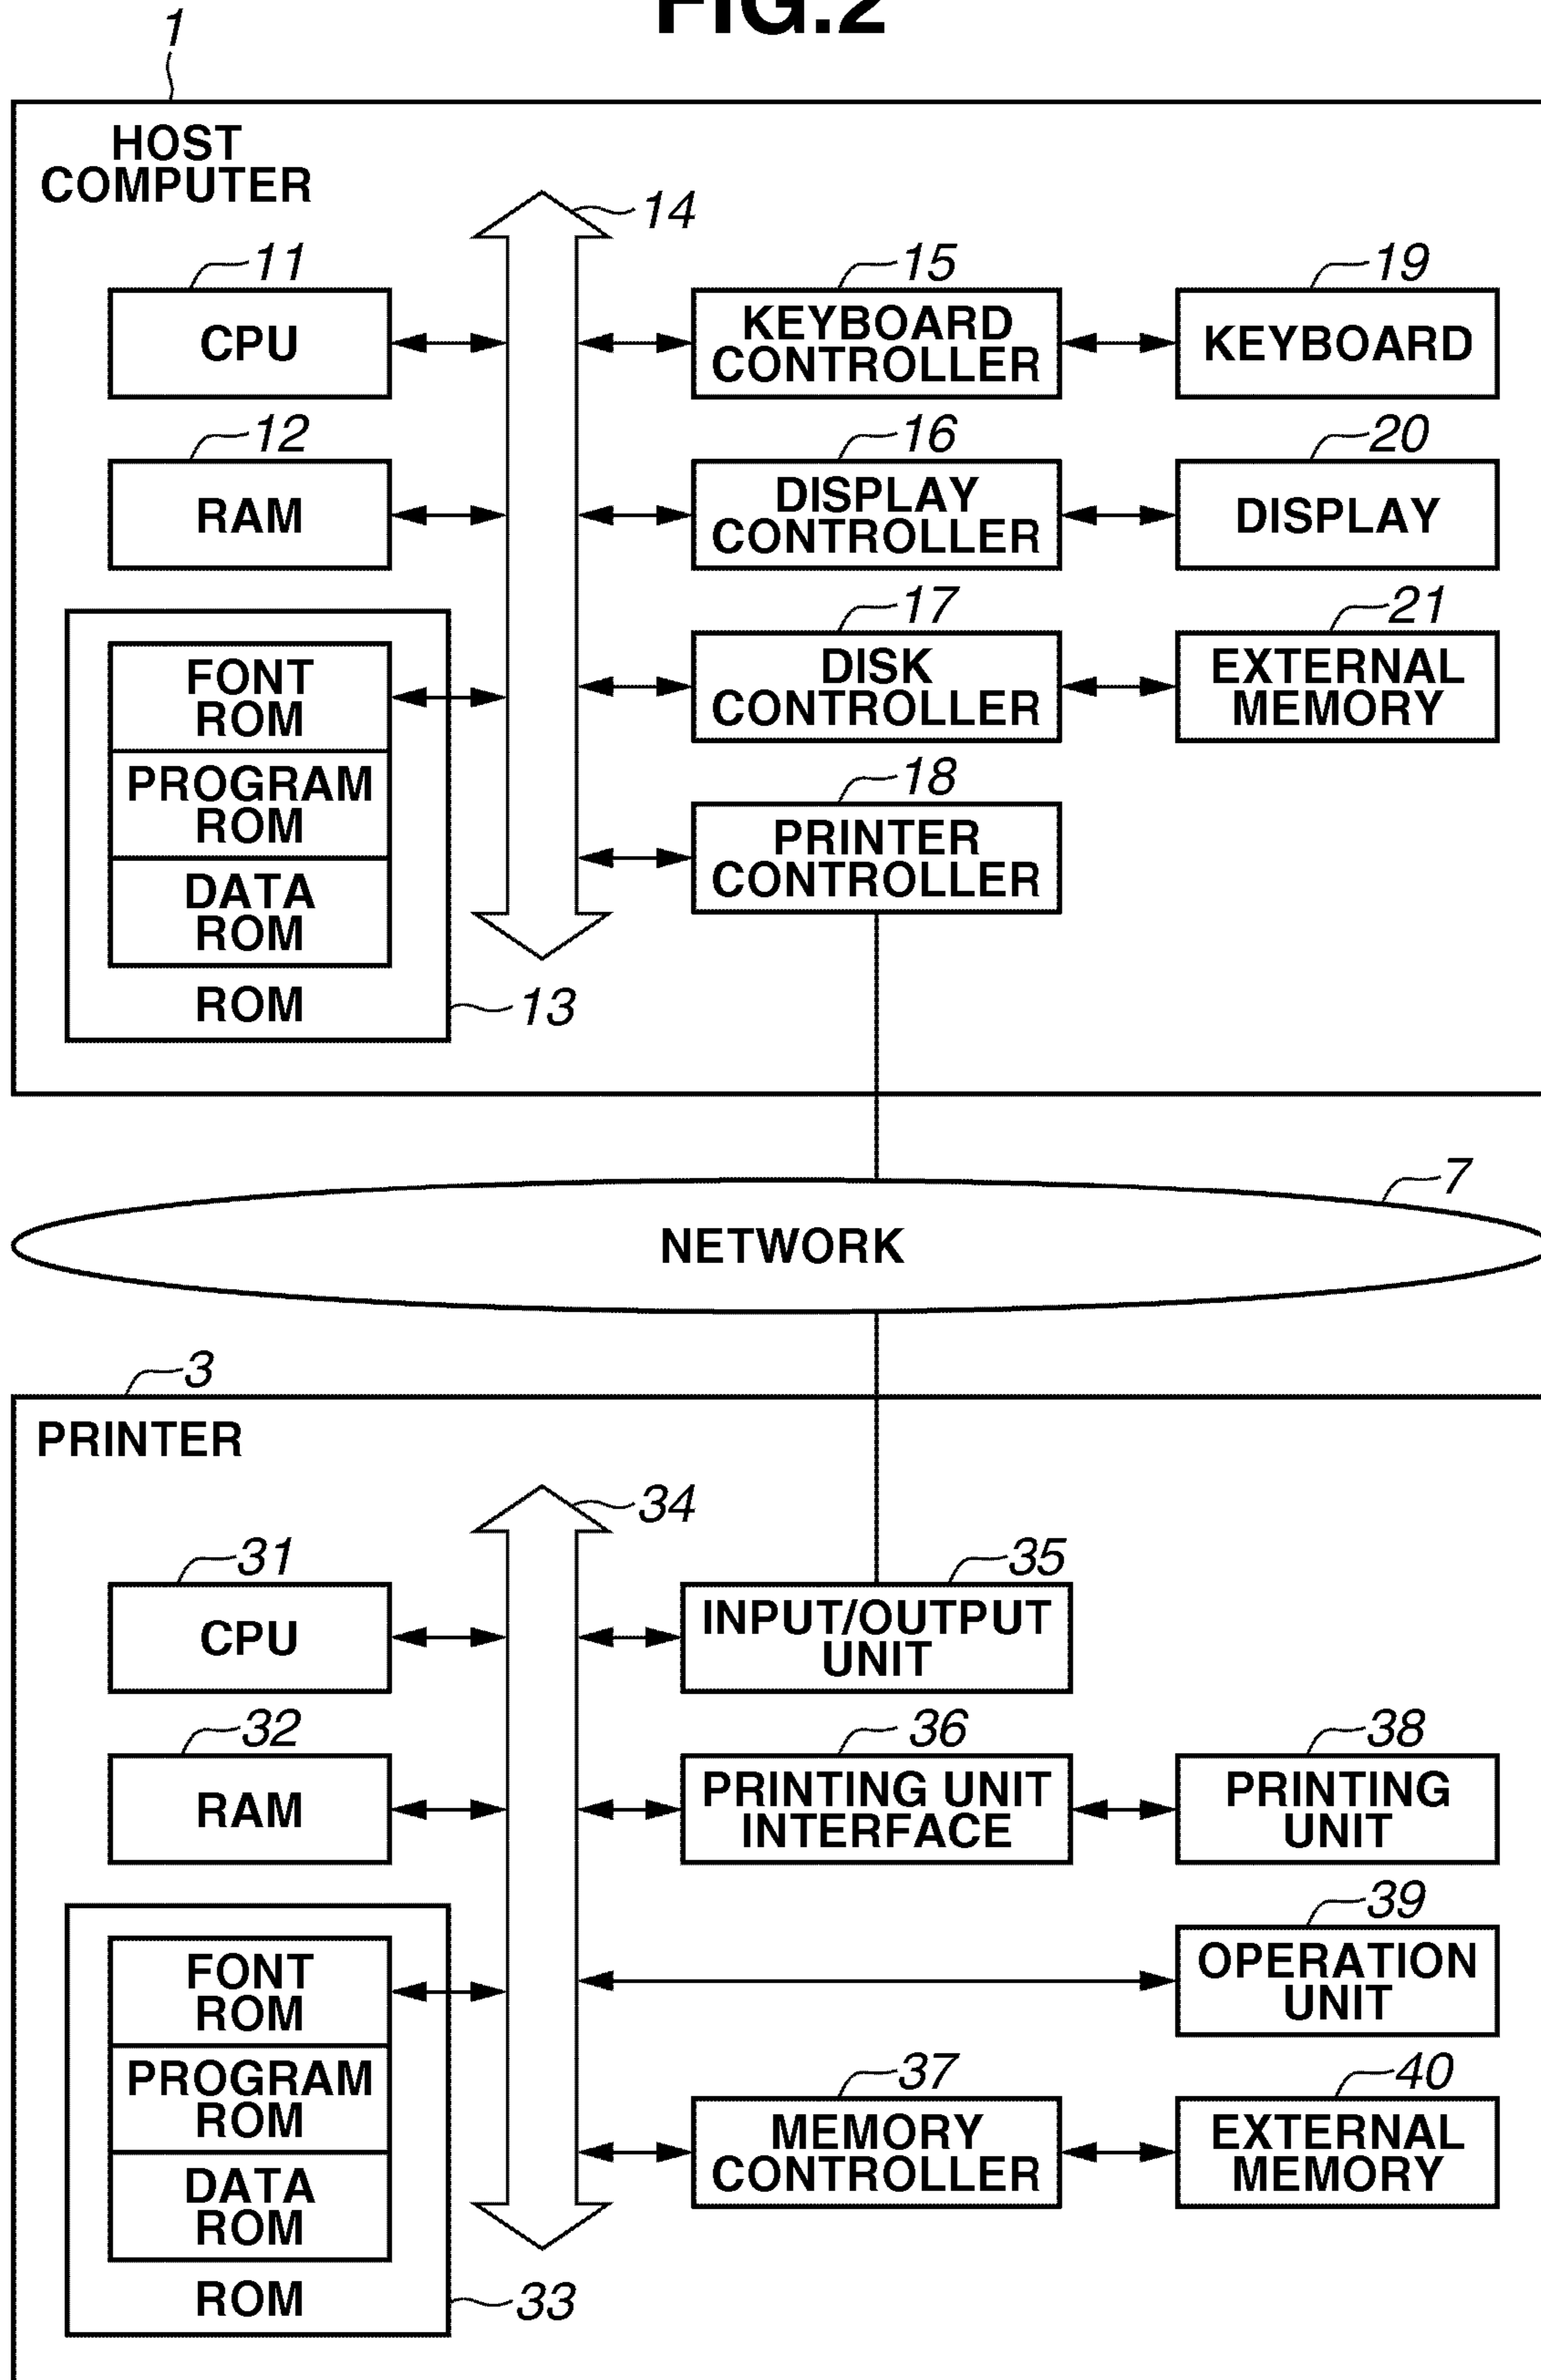 FIG.2
1
HOST
COMPUTER
14
11
CPU
15
KEYBOARD
CONTROLLER
19
KEYBOARD
12
RAM
16
DISPLAY
CONTROLLER
20
DISPLAY
17
DISK
CONTROLLER
21
EXTERNAL
MEMORY
FONT
ROM
PROGRAM
ROM
DATA
ROM
ROM
13
18
PRINTER
CONTROLLER
7
NETWORK
3
PRINTER
34
31
CPU
35
INPUT/OUTPUT
UNIT
32
RAM
36
PRINTING UNIT
INTERFACE
38
PRINTING
UNIT
39
OPERATION
UNIT
FONT
ROM
PROGRAM
ROM
DATA
ROM
ROM
33
37
MEMORY
CONTROLLER
40
EXTERNAL
MEMORY